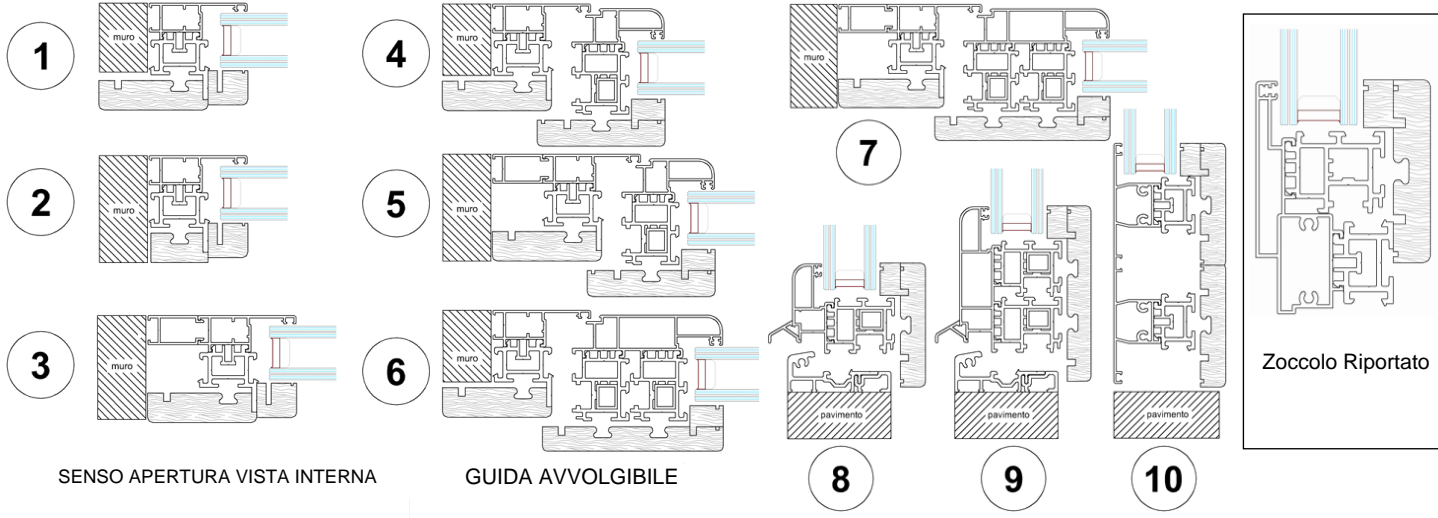 1
muro
2
muro
3
muro
SENSO APERTURA VISTA INTERNA
4
muro
5
muro
6
muro
GUIDA AVVOLGIBILE
muro
7
pavimento
8
pavimento
9
pavimento
10
Zoccolo Riportato